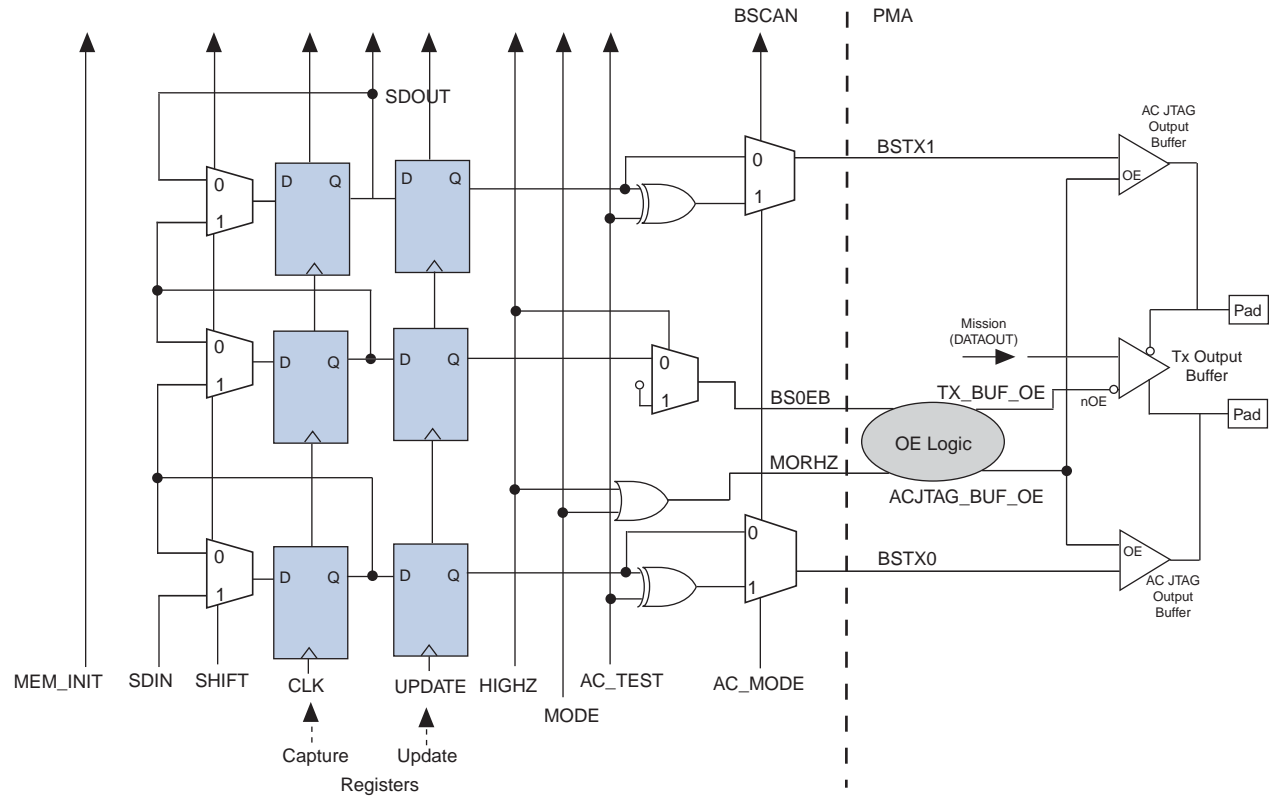 BSCAN
PMA
SDOUT
AC JTAG
Output
Buffer
0
1
D Q
D Q
0
1
BSTX1
OE
Pad
Mission
(DATAOUT)
0
1
D Q
D Q
0
1
BS0EB
TX_BUF_OE
nOE
Tx Output
Buffer
Pad
OE Logic
MORHZ
ACJTAG_BUF_OE
0
1
D Q
D Q
0
1
BSTX0
OE
AC JTAG
Output
Buffer
MEM_INIT
SDIN
SHIFT
CLK
UPDATE
HIGHZ
MODE
AC_TEST
AC_MODE
Capture
Update
Registers